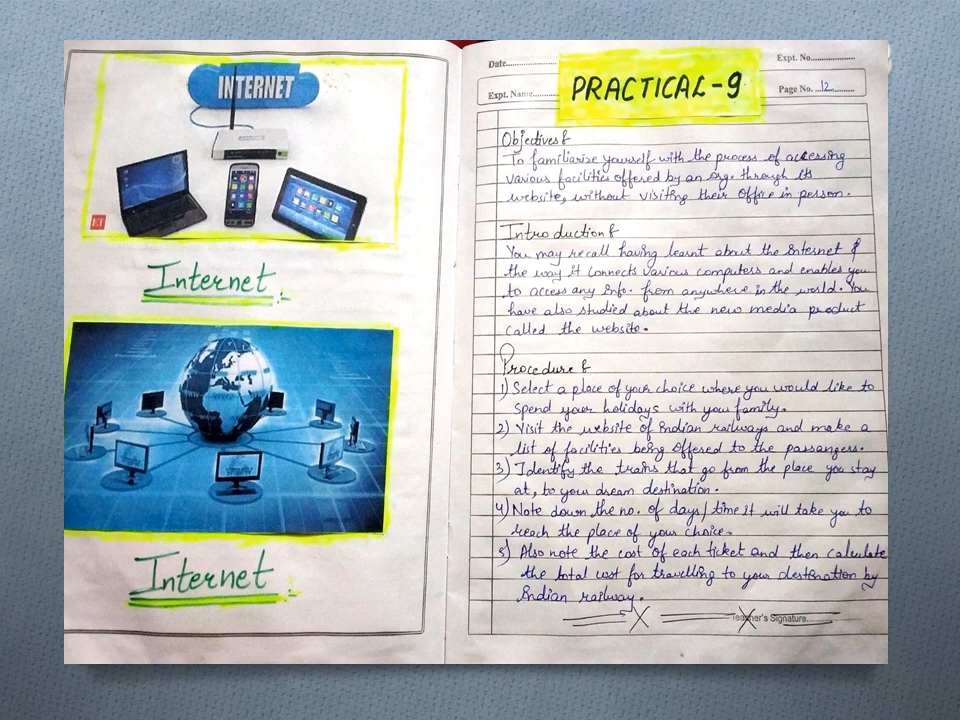 INTERNET
ET
Internet :-
Internet :-
Date................
Expt. No...................
Expt. Name..........
Page No. ...12...........
PRACTICAL-9
Objectives
To familiarize yourself with the process of accessing
various facilities offered by an org. through its
website, without visiting their office in person.
Introduction
You may recall having learnt about the internet &
the way it connects various computers and enables you
to access any info. from anywhere in the world. You
have also studied about the new media product
called the website.
Procedure
1) Select a place of your choice where you would like to
spend your holidays with your family.
2) Visit the website of indian railways and make a
list of facilities being offered to the passangers.
3) Identify the trains that go from the place you stay
at, to your dream destination.
4) Note down the no. of days/time it will take you to
reach the place of your choice.
5) Also note the cost of each ticket and then calculate
the total cost for travelling to your destination by
indian railway.
Teacher's Signature..............